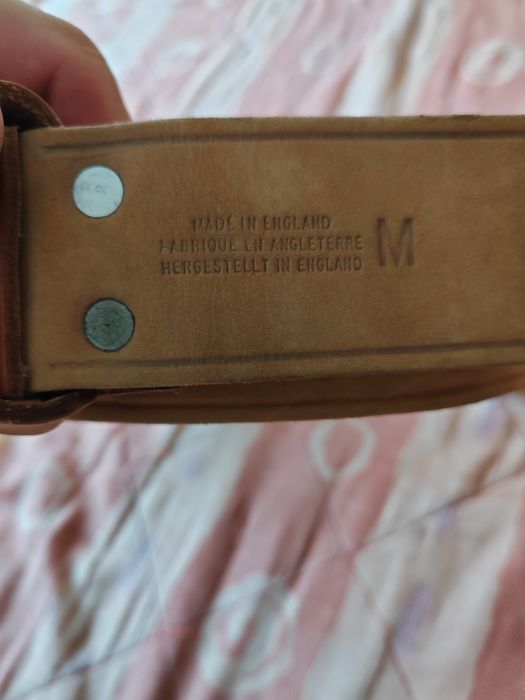 MADE IN ENGLAND
FABRIQUE EN ANGLETERRE
HERGESTELLT IN ENGLAND
M